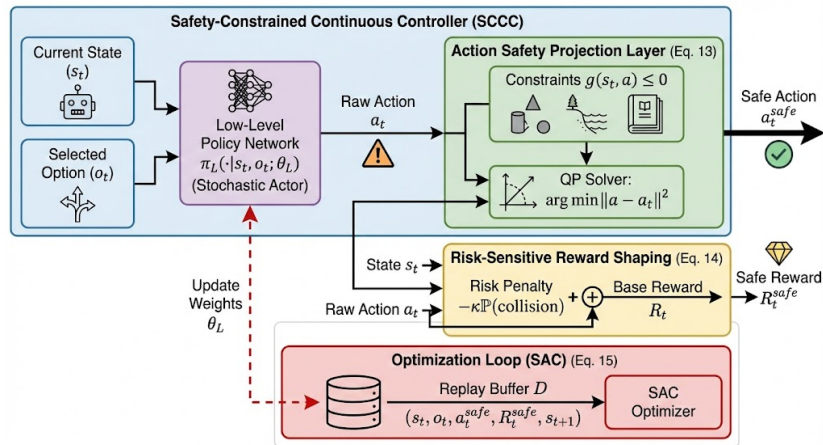 Safety-Constrained Continuous Controller (SCCC)
Current State
(s_t)
Selected
Option (o_t)
Low-Level
Policy Network
π_L(·|s_t, o_t; θ_L)
(Stochastic Actor)
Raw Action
a_t
Action Safety Projection Layer (Eq. 13)
Constraints g(s_t, a) ≤ 0
QP Solver:
arg min ||a − a_t||²
Safe Action
a_t^{safe}
Update
Weights
θ_L
State s_t
Raw Action a_t
Risk-Sensitive Reward Shaping (Eq. 14)
Risk Penalty
−κℙ(collision)
+
Base Reward
R_t
Safe Reward
R_t^{safe}
Optimization Loop (SAC) (Eq. 15)
Replay Buffer D
(s_t, o_t, a_t^{safe}, R_t^{safe}, s_{t+1})
SAC
Optimizer